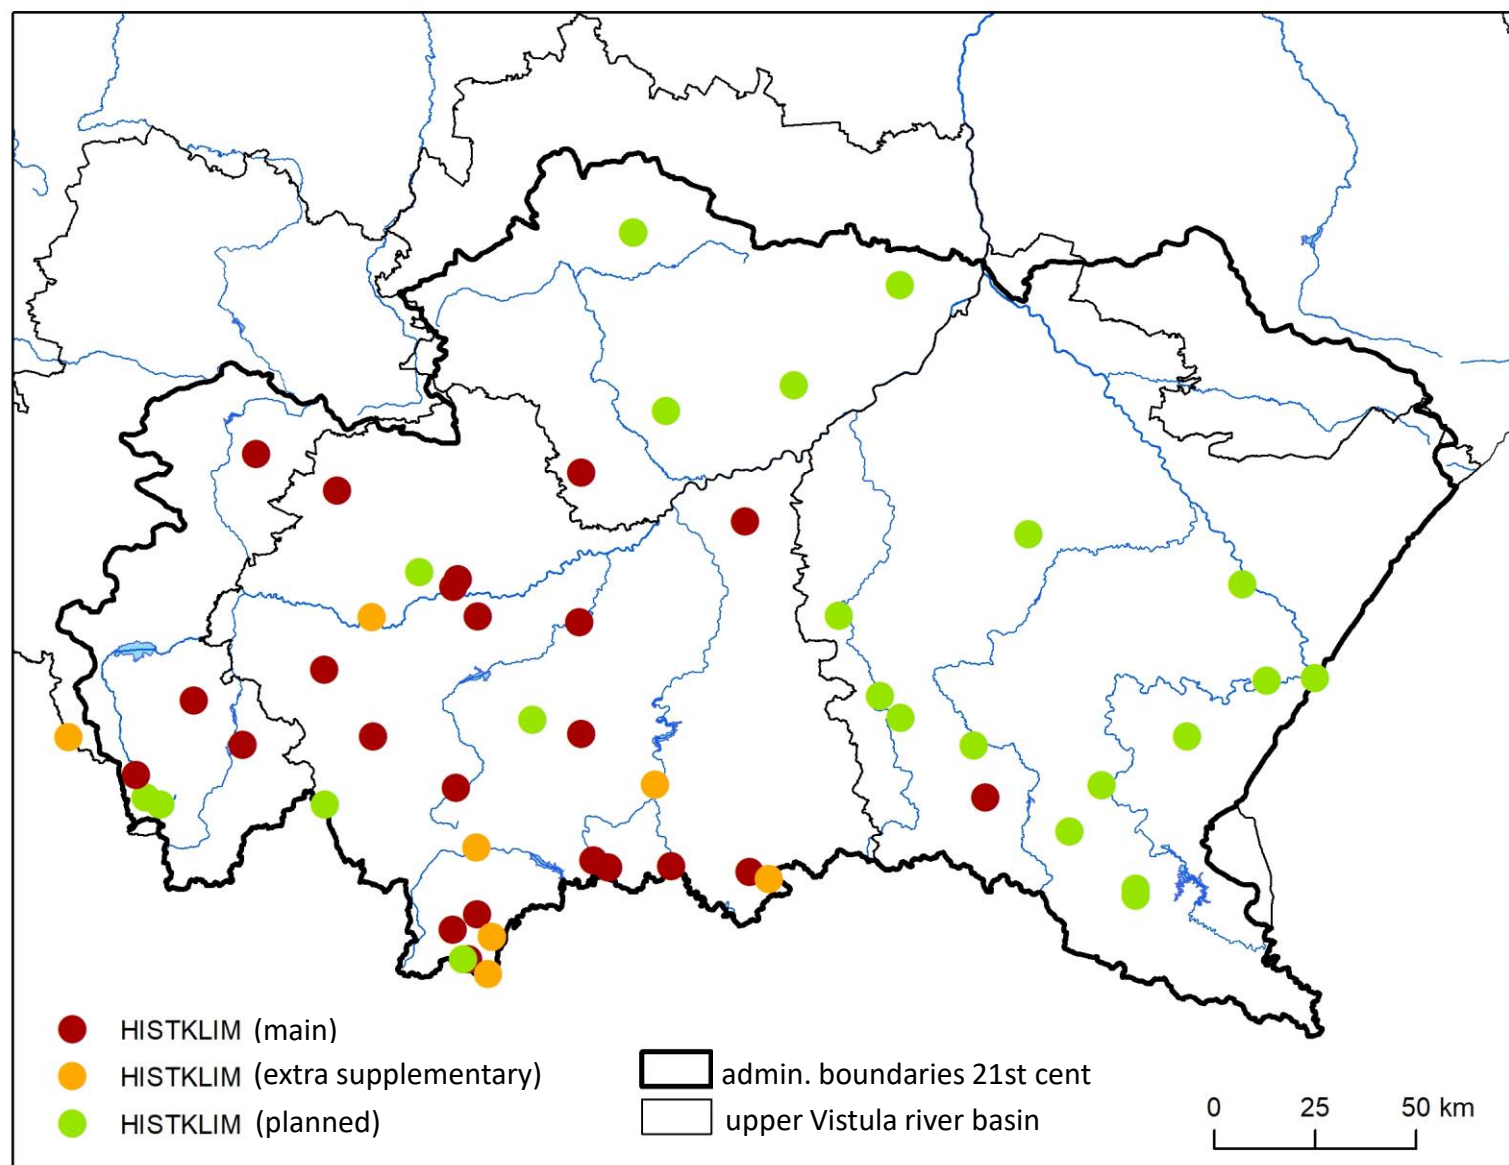 HISTKLIM (main)
HISTKLIM (extra supplementary)
HISTKLIM (planned)
admin. boundaries 21st cent
upper Vistula river basin
0 25 50 km